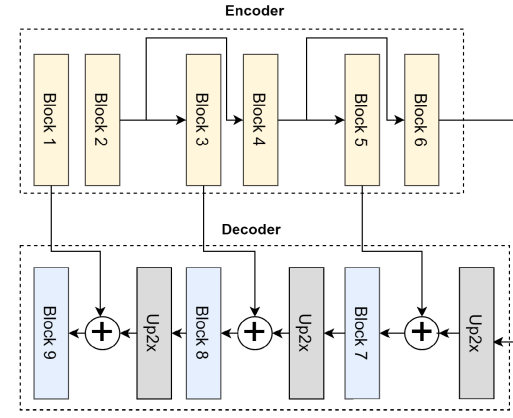 Encoder
Block 1
Block 2
Block 3
Block 4
Block 5
Block 6
Decoder
Block 9
+
Up2x
Block 8
+
Up2x
Block 7
+
Up2x